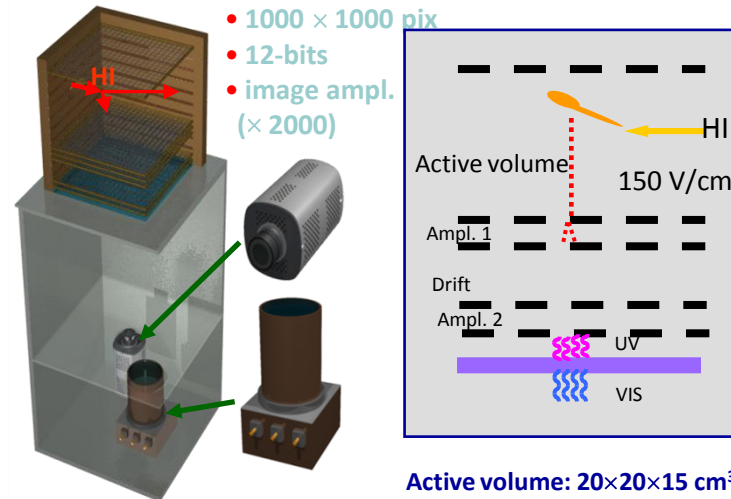 • 1000 × 1000 pix
• 12-bits
• image ampl.
(× 2000)
HI
HI
Active volume
150 V/cm
Ampl. 1
Drift
Ampl. 2
UV
VIS
Active volume: 20×20×15 cm³